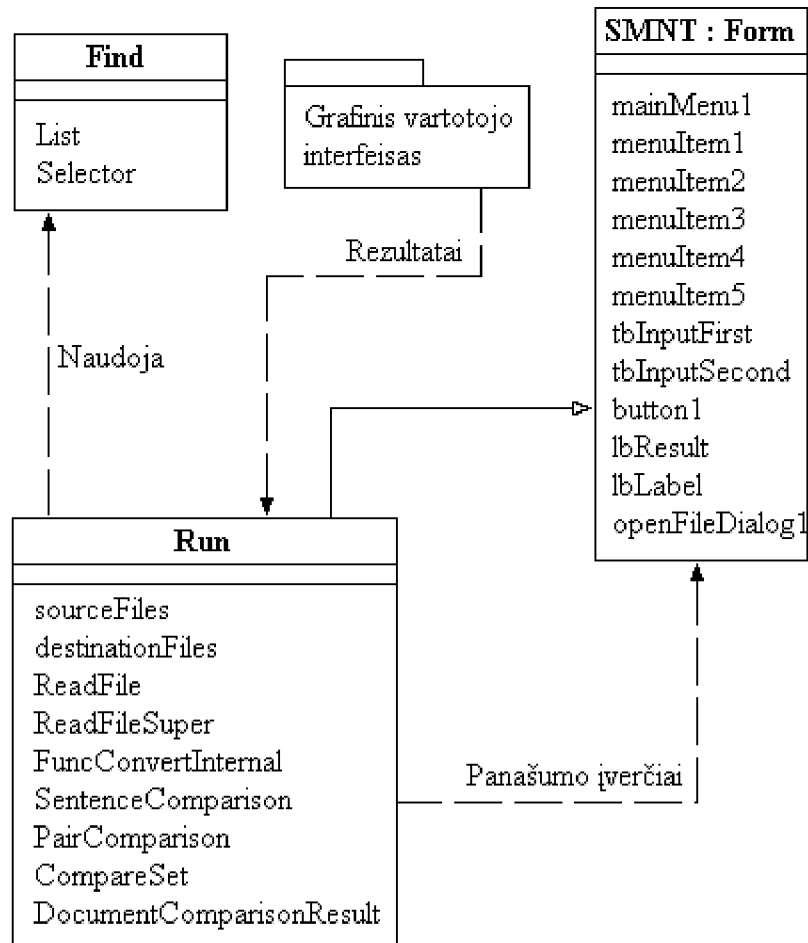 Find
List
Selector
Grafinis vartotojo
interfeisas
SMNT : Form
mainMenu1
menuItem1
menuItem2
menuItem3
menuItem4
menuItem5
tbInputFirst
tbInputSecond
button1
lbResult
lbLabel
openFileDialog1
Rezultatai
Naudoja
Run
sourceFiles
destinationFiles
ReadFile
ReadFileSuper
FuncConvertInternal
SentenceComparison
PairComparison
CompareSet
DocumentComparisonResult
Panašumo įverčiai